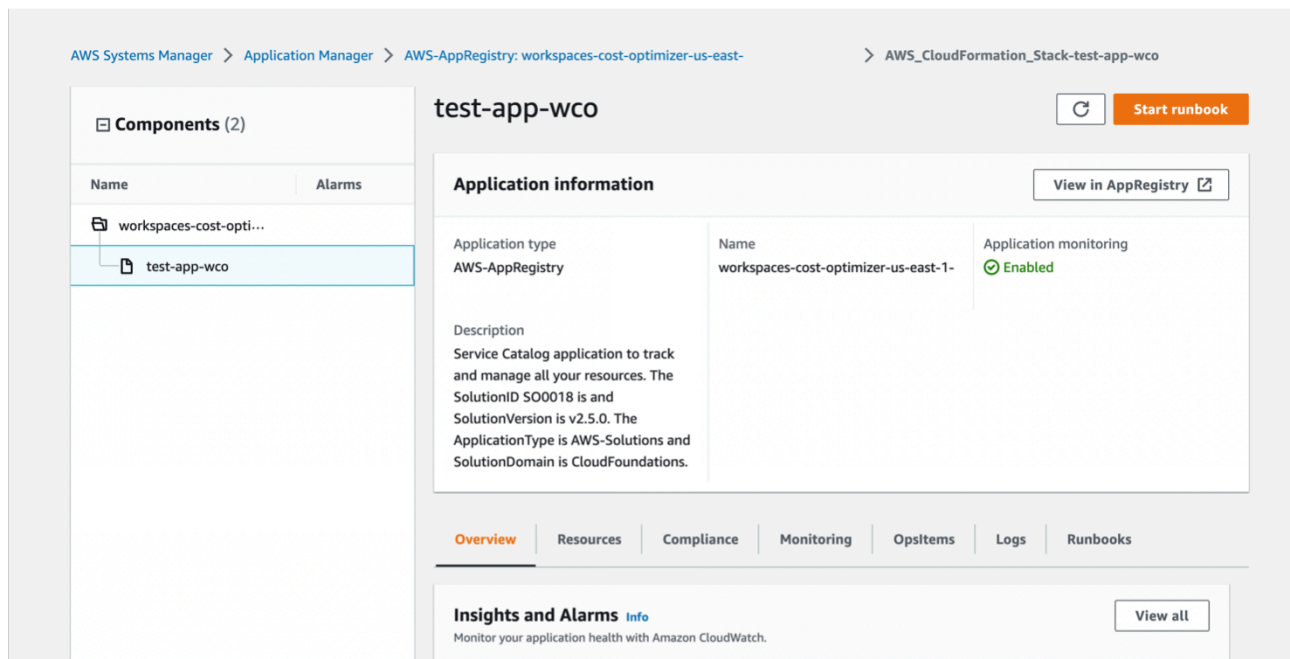 AWS Systems Manager > Application Manager > AWS-AppRegistry: workspaces-cost-optimizer-us-east- > AWS_CloudFormation_Stack-test-app-wco
Components (2)
Name Alarms
workspaces-cost-opti...
test-app-wco
test-app-wco
Start runbook
Application information
View in AppRegistry
Application type
AWS-AppRegistry
Name
workspaces-cost-optimizer-us-east-1-
Application monitoring
Enabled
Description
Service Catalog application to track
and manage all your resources. The
SolutionID SO0018 is and
SolutionVersion is v2.5.0. The
ApplicationType is AWS-Solutions and
SolutionDomain is CloudFoundations.
Overview Resources Compliance Monitoring OpsItems Logs Runbooks
Insights and Alarms Info
View all
Monitor your application health with Amazon CloudWatch.